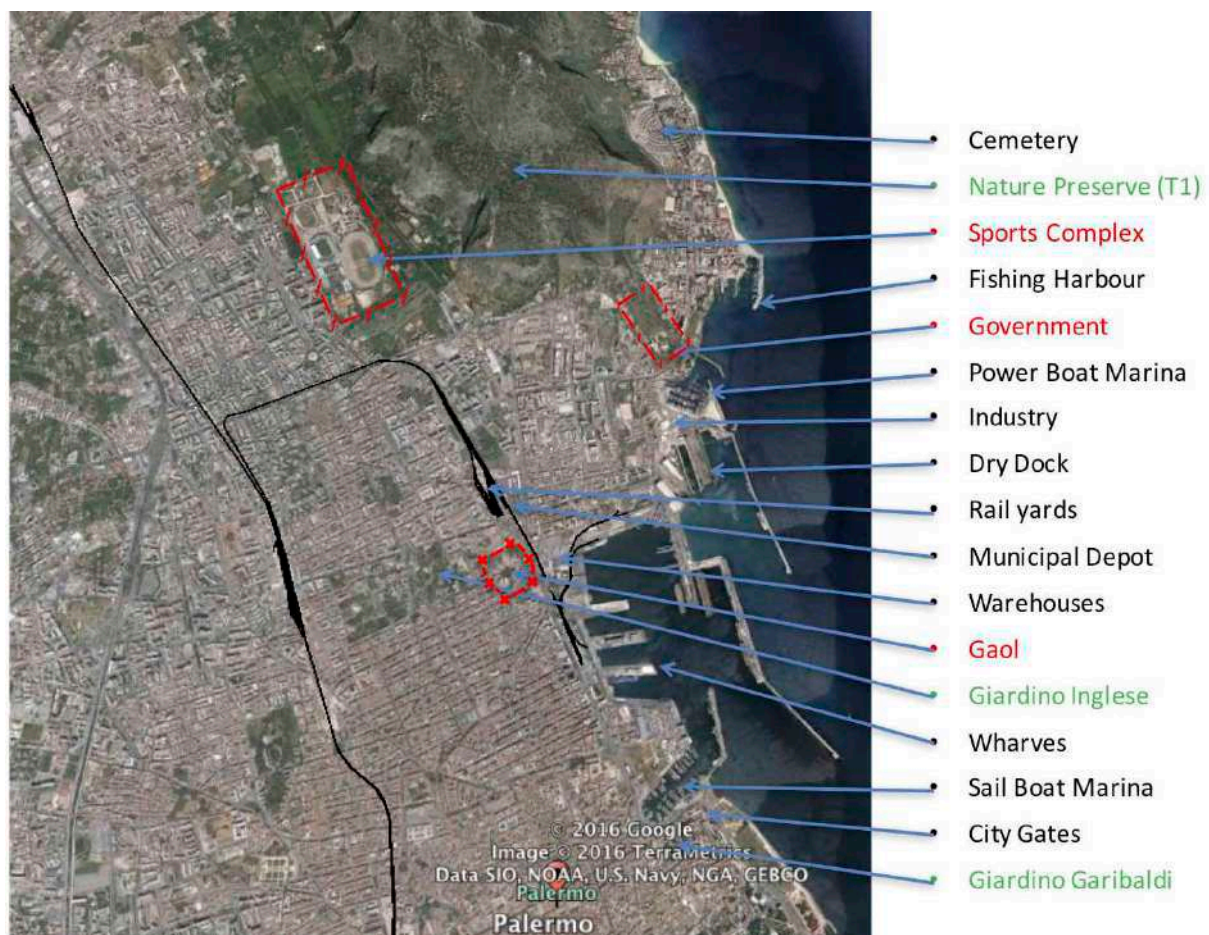 Cemetery
Nature Preserve (T1)
Sports Complex
Fishing Harbour
Government
Power Boat Marina
Industry
Dry Dock
Rail yards
Municipal Depot
Warehouses
Gaol
Giardino Inglese
Wharves
Sail Boat Marina
City Gates
Giardino Garibaldi
© 2016 Google
Image © 2016 TerraMetrics
Data SIO, NOAA, U.S. Navy, NGA, GEBCO
Palermo
Palermo